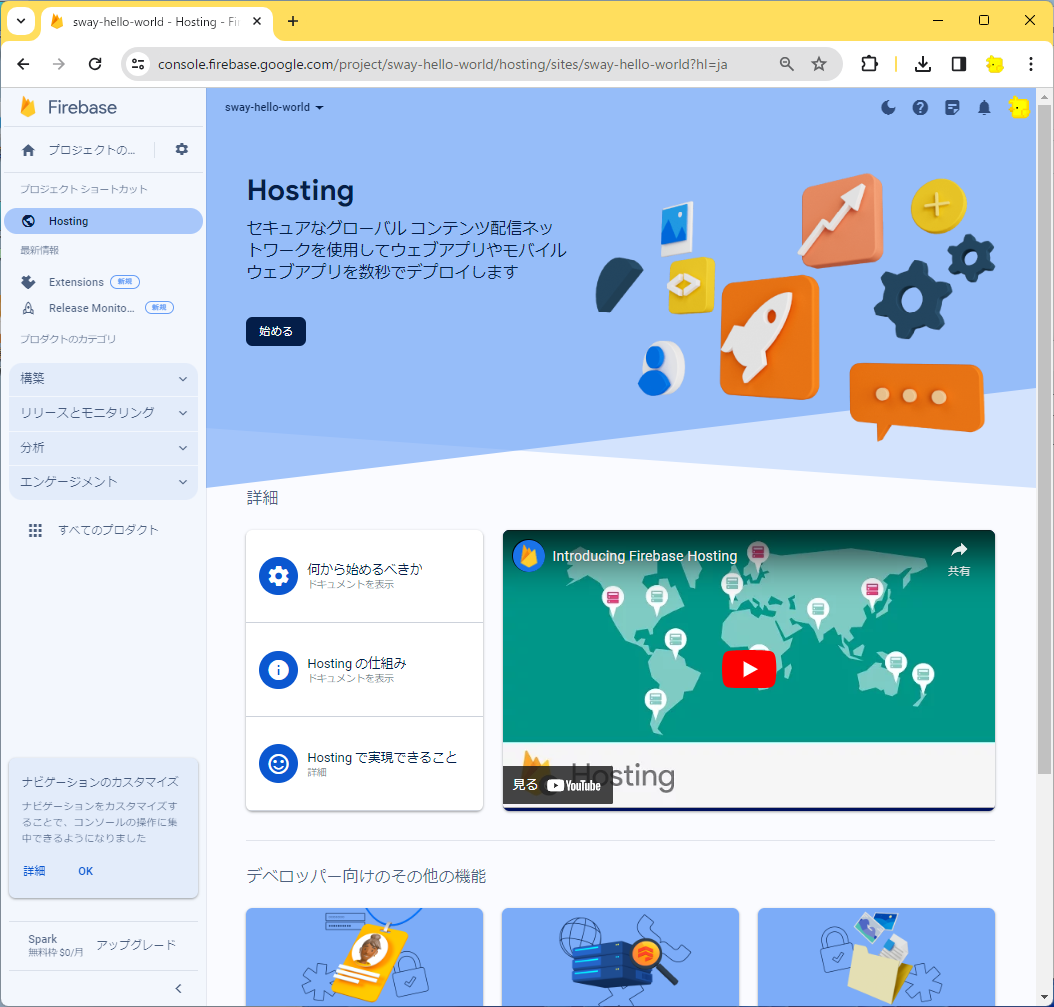 sway-hello-world - Hosting - Fi
console.firebase.google.com/project/sway-hello-world/hosting/sites/sway-hello-world?hl=ja
Firebase
sway-hello-world
プロジェクトの...
プロジェクト ショートカット
Hosting
最新情報
Extensions 新規
Release Monito... 新規
プロダクトのカテゴリ
構築
リリースとモニタリング
分析
エンゲージメント
すべてのプロダクト
ナビゲーションのカスタマイズ
ナビゲーションをカスタマイズす
ることで、コンソールの操作に集
中できるようになりました
詳細 OK
Spark
無料枠 $0/月
アップグレード
Hosting
セキュアなグローバル コンテンツ配信ネッ
トワークを使用してウェブアプリやモバイル
ウェブアプリを数秒でデプロイします
始める
詳細
何から始めるべきか
ドキュメントを表示
Hosting の仕組み
ドキュメントを表示
Hosting で実現できること
詳細
Introducing Firebase Hosting
共有
Hosting
見る YouTube
デベロッパー向けのその他の機能